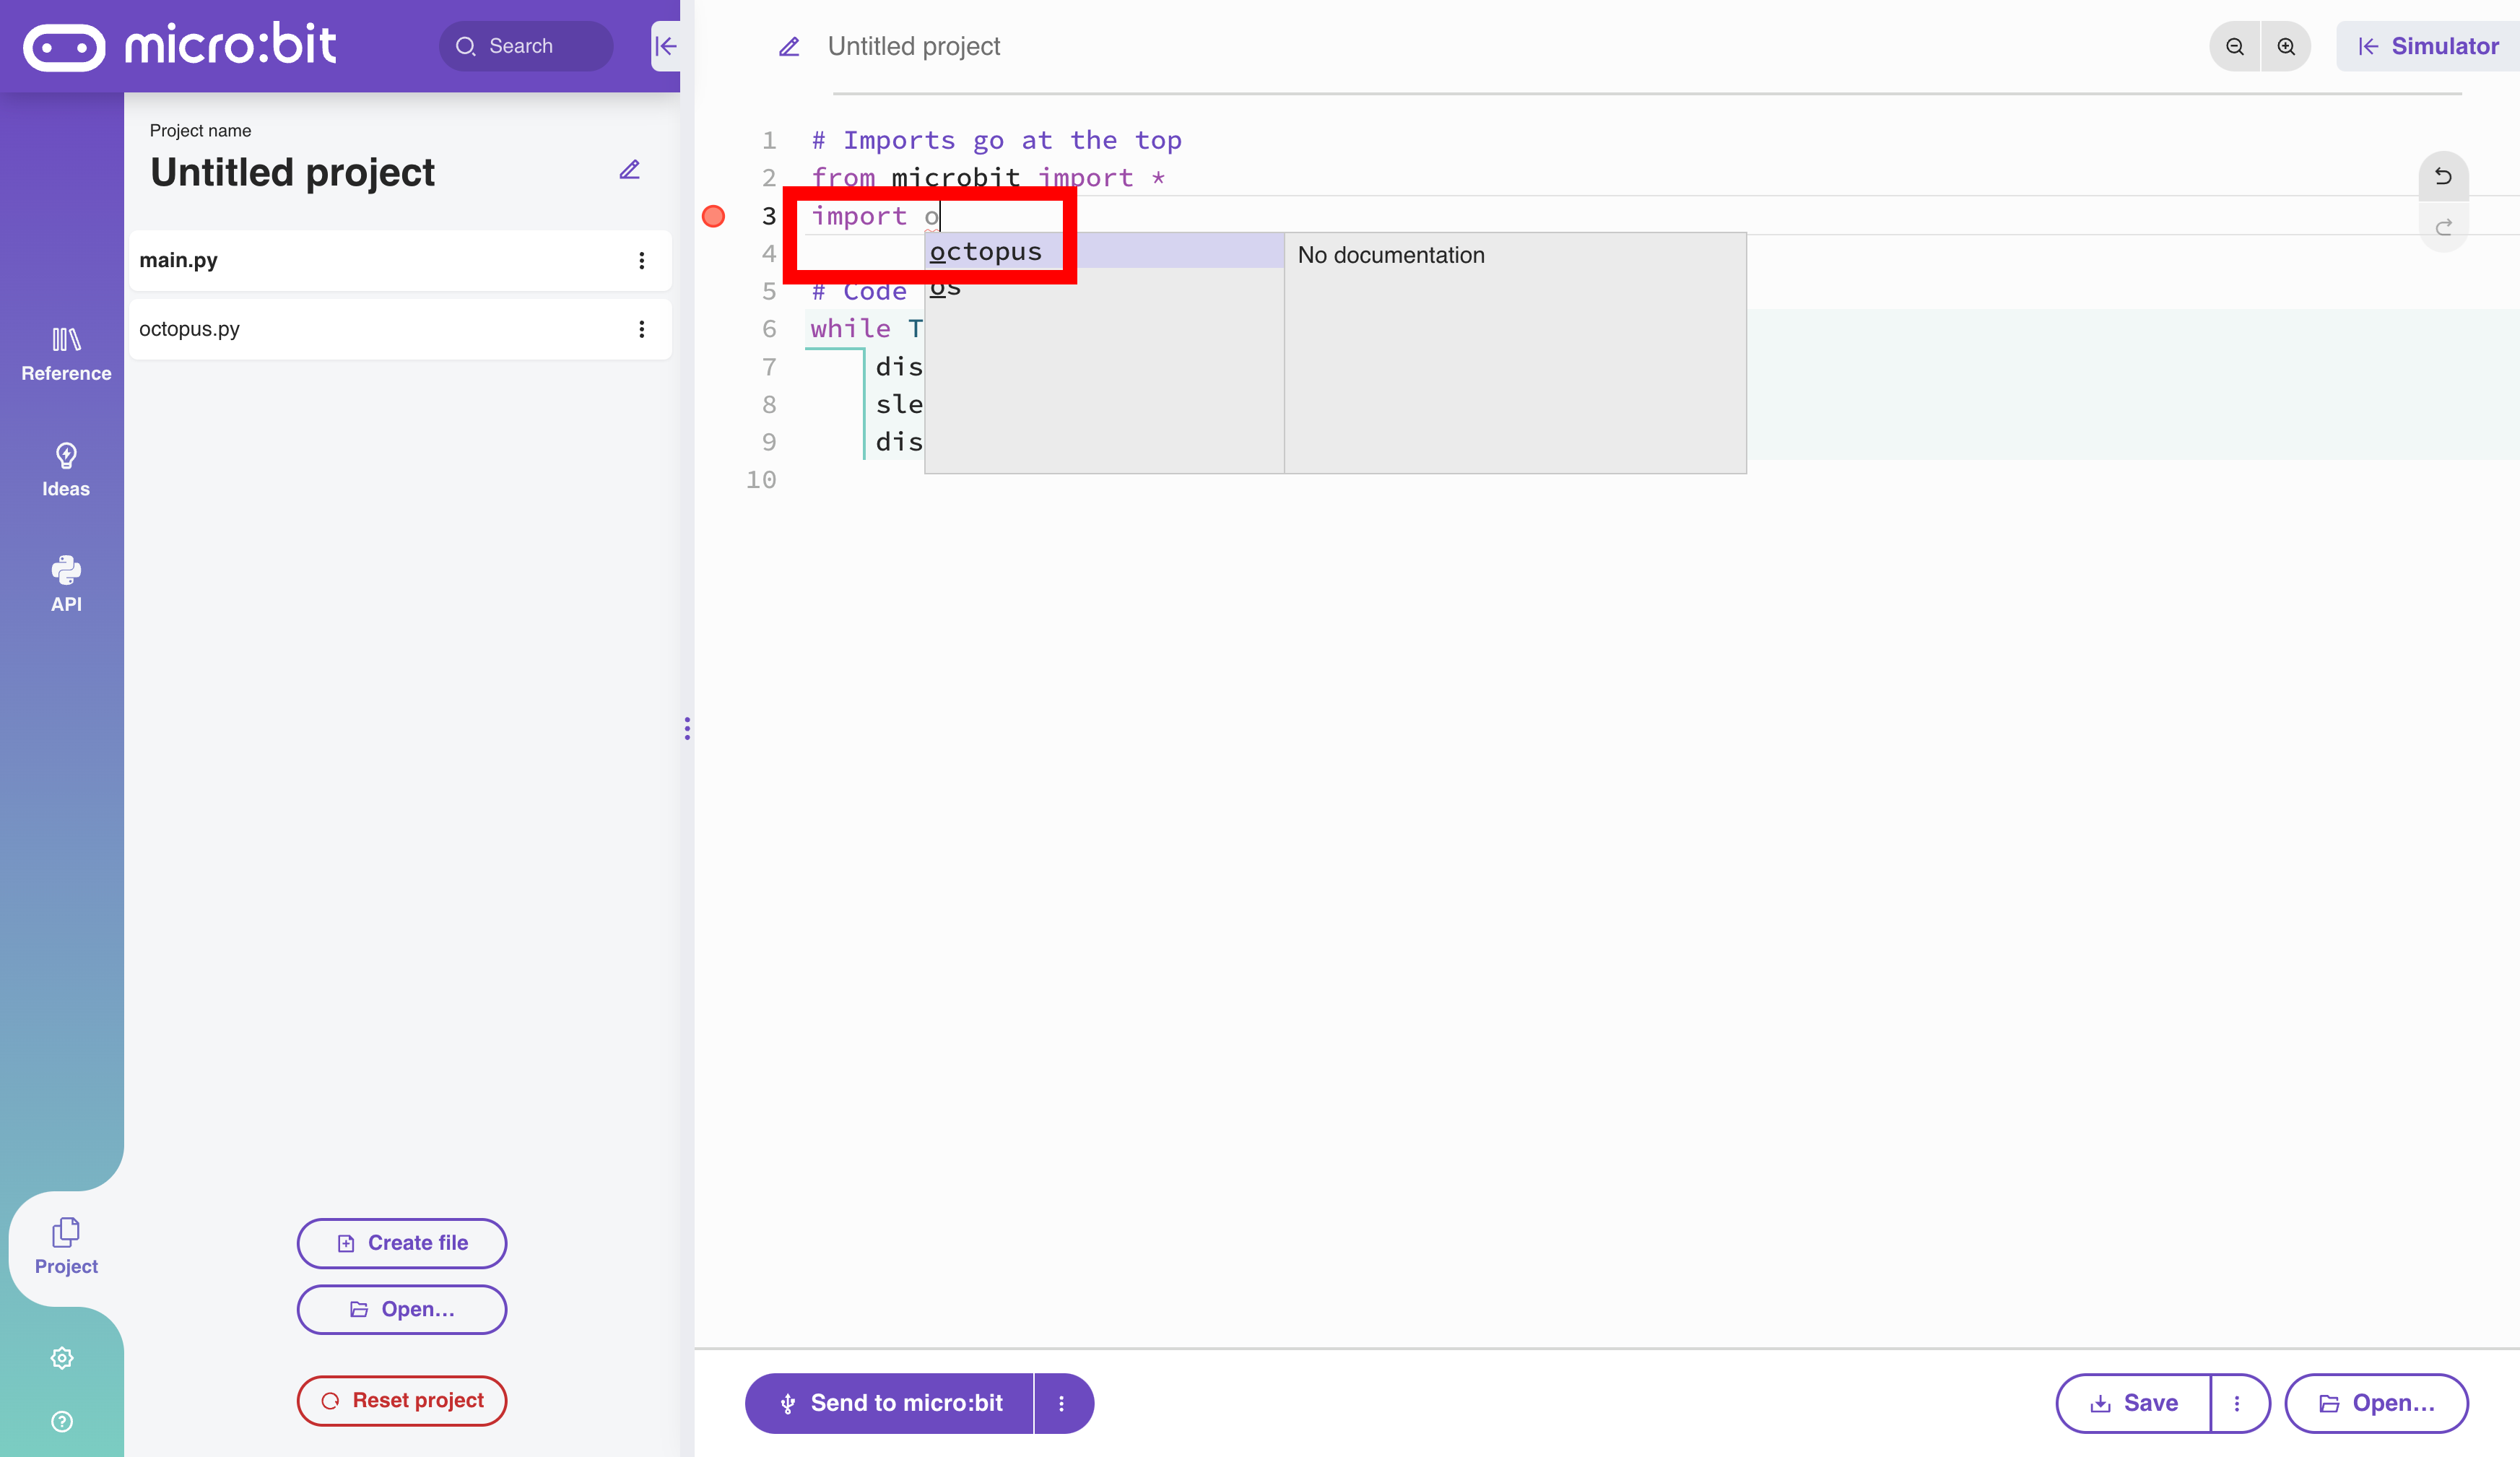 micro:bit
Search
Untitled project
Simulator
Project name
Untitled project
main.py
octopus.py
Reference
Ideas
API
Project
Create file
Open...
Reset project
1 # Imports go at the top
2 from microbit import *
3 import o
4
5 # Code
6 while T
7 dis
8 sle
9 dis
10
octopus
os
No documentation
Send to micro:bit
Save
Open...